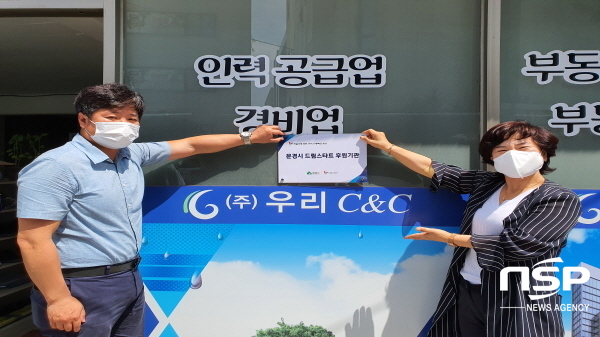 인력 공급업
경비업
부동
부동
문경시 드림스타트 후원기관
(주) 우리 C&C
NSP
NEWS AGENCY